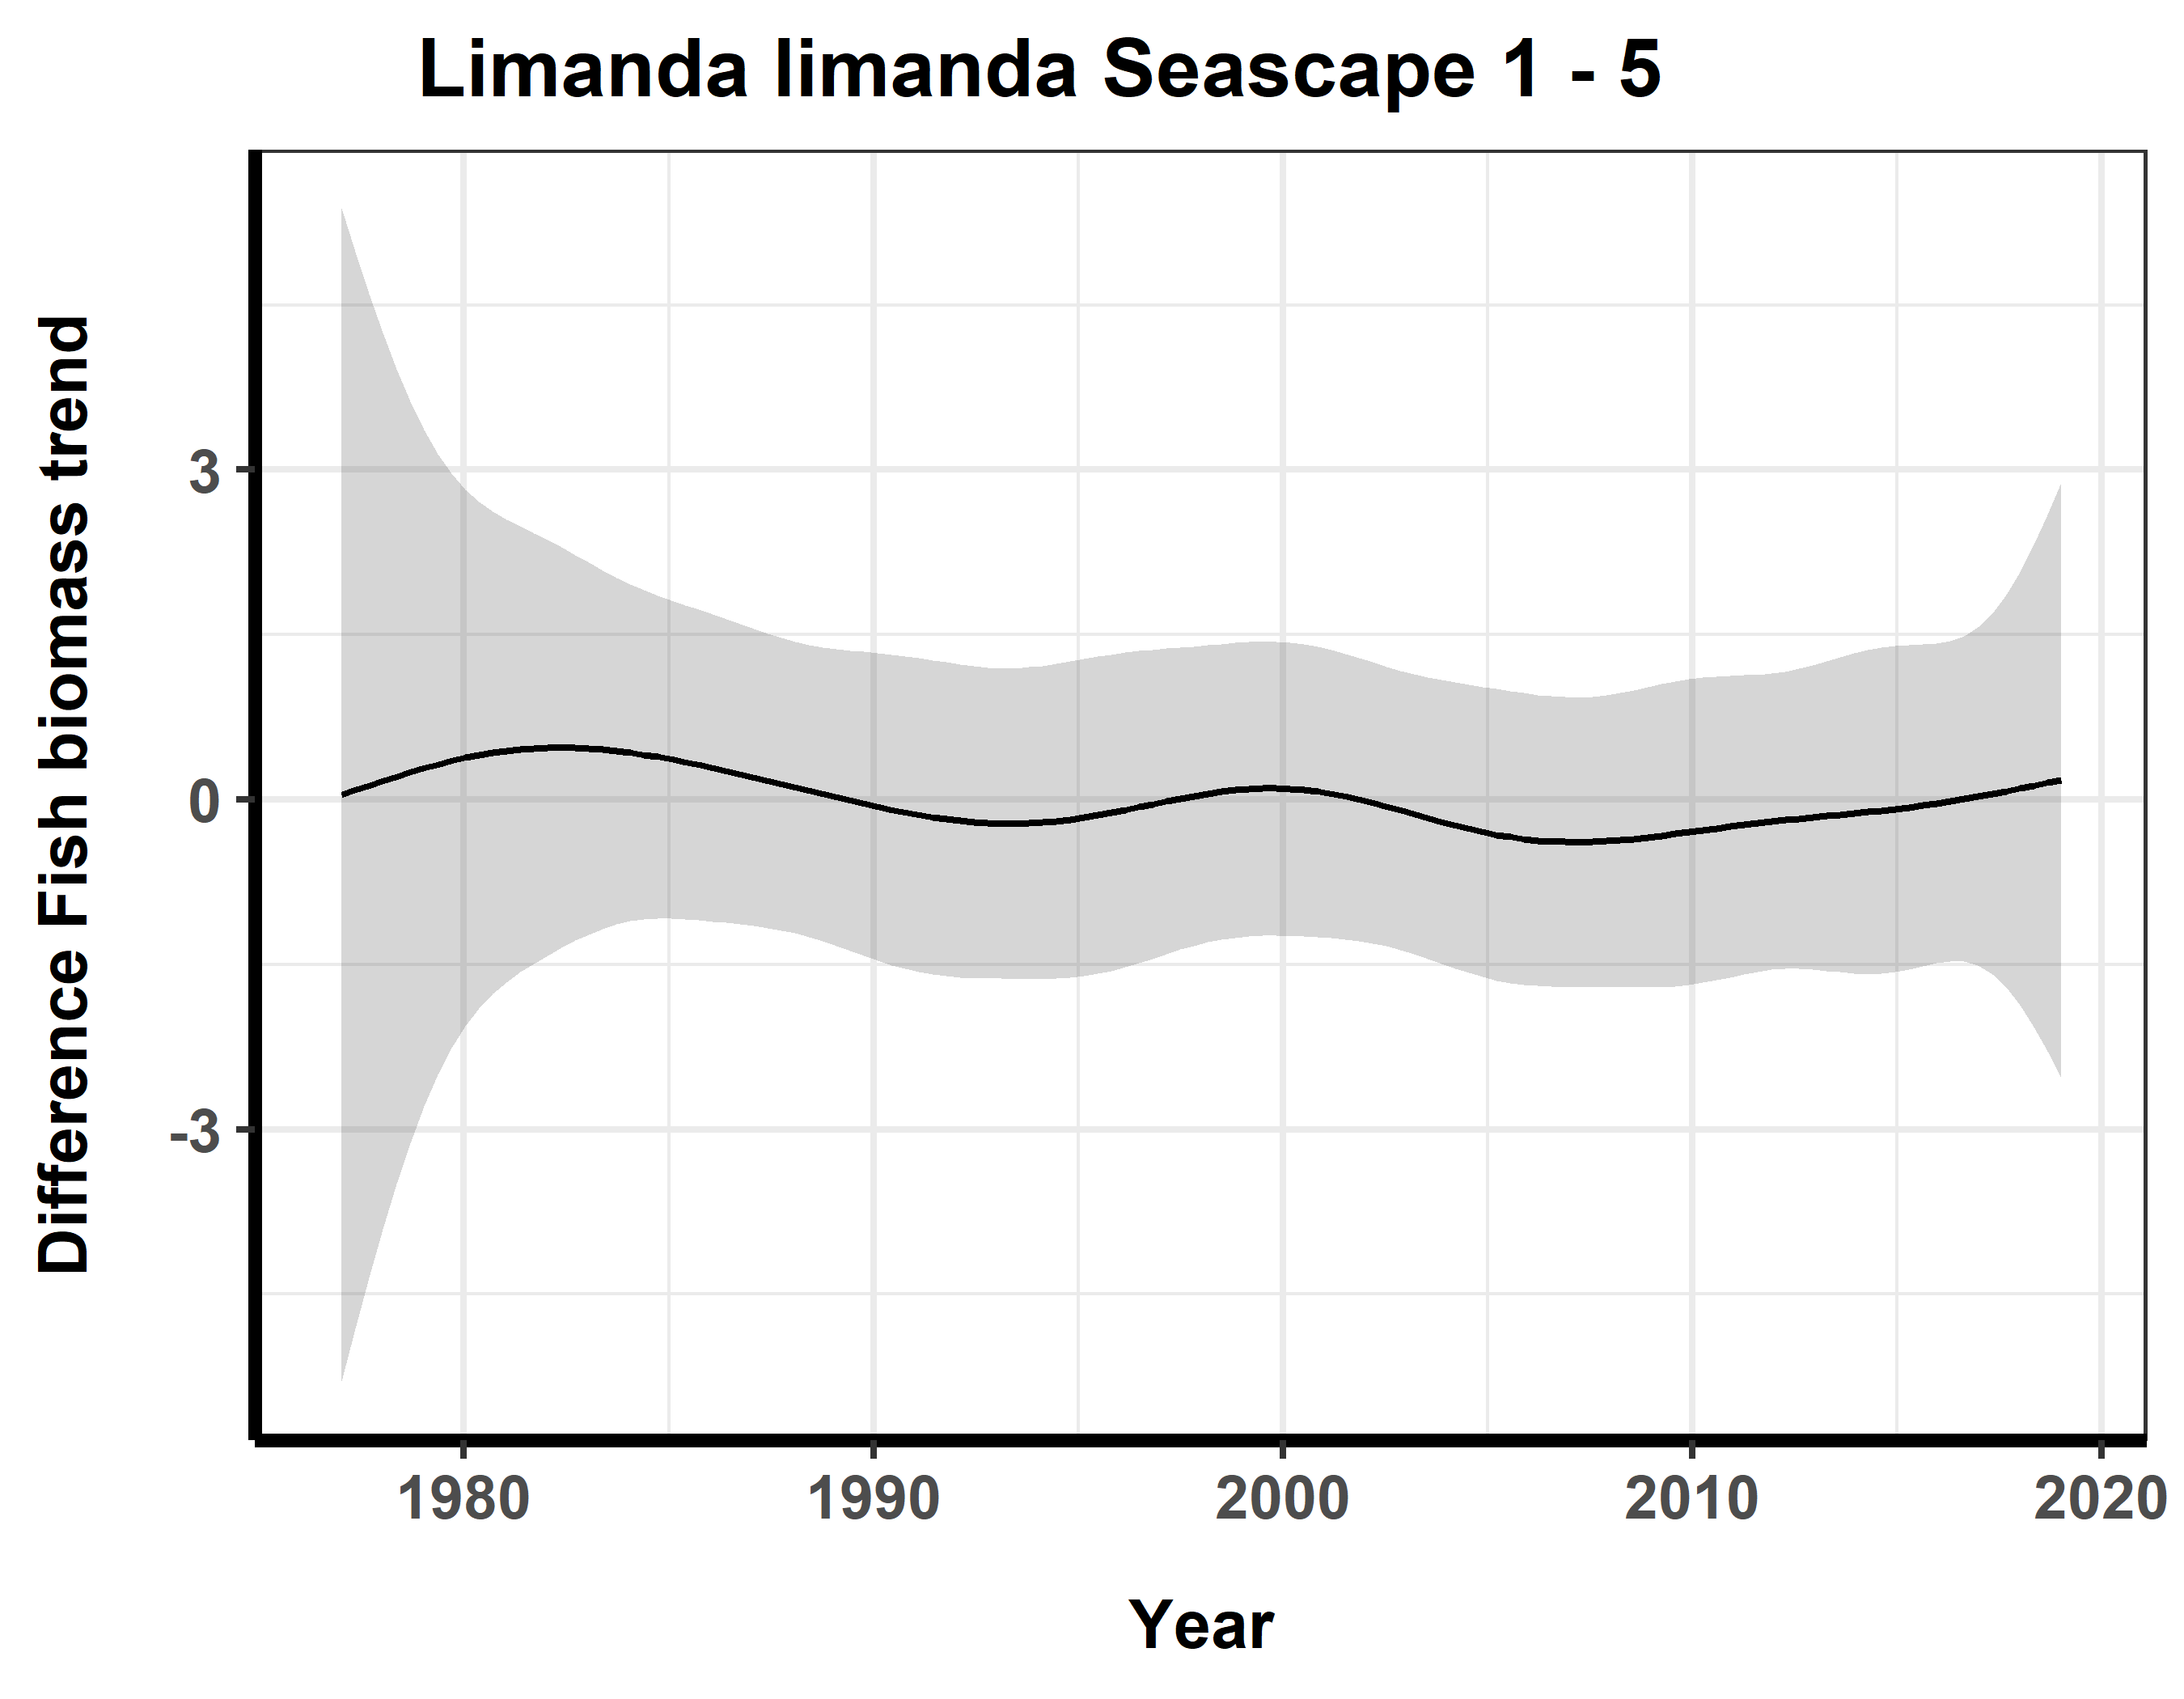 Limanda limanda Seascape 1 - 5
Difference Fish biomass trend
3
0
-3
1980 1990 2000 2010 2020
Year